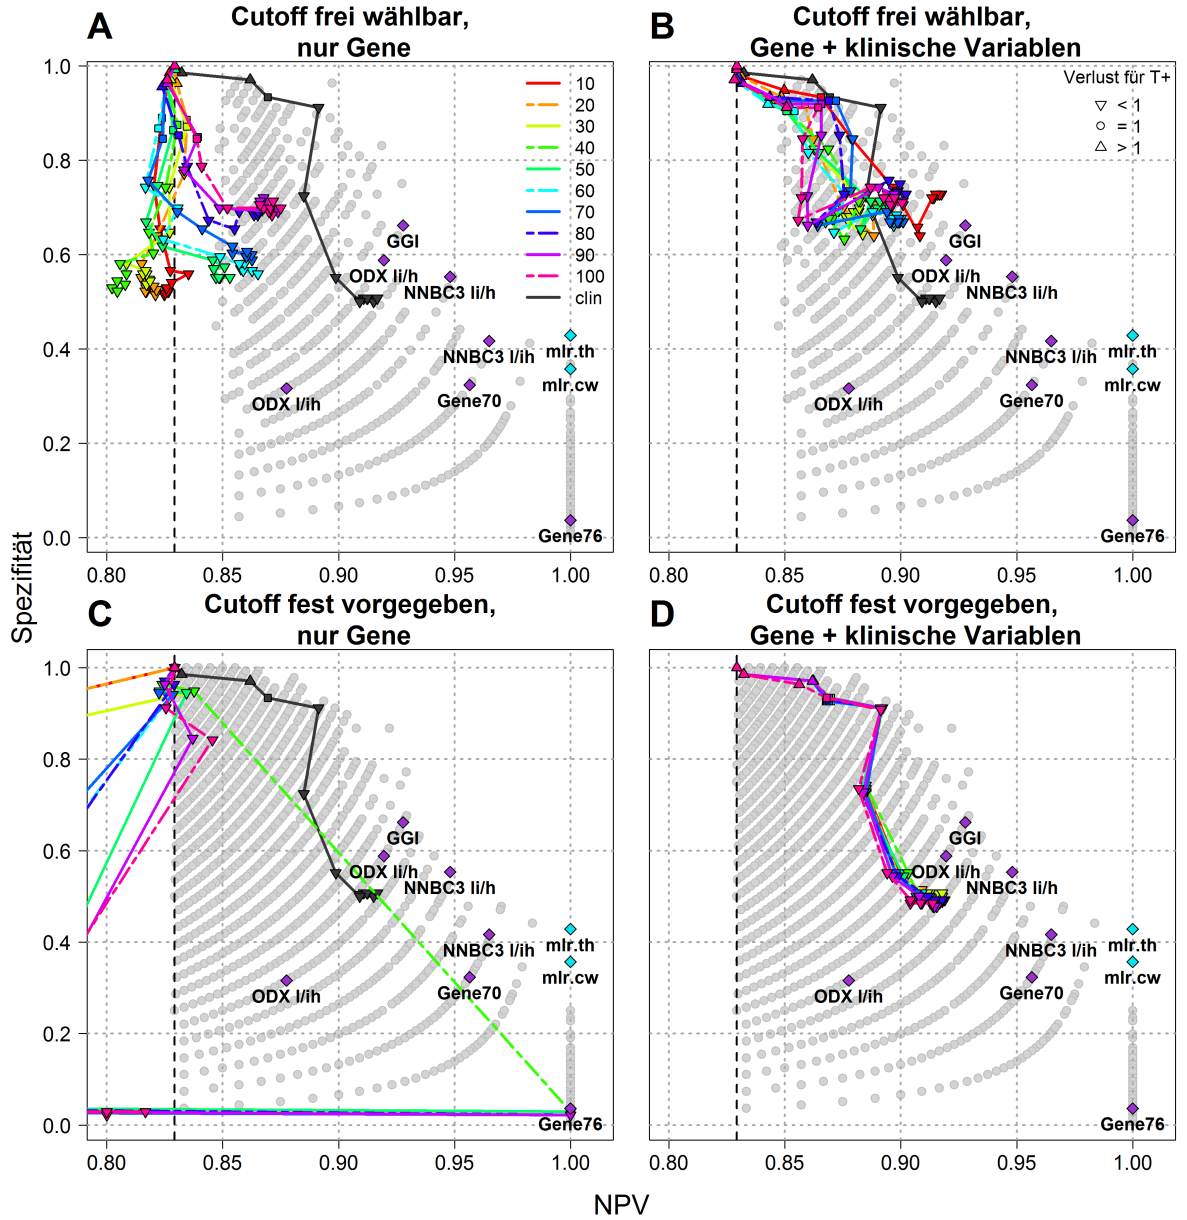 A
Cutoff frei wählbar,
nur Gene
B
Cutoff frei wählbar,
Gene + klinische Variablen
1.0
0.8
0.6
0.4
0.2
0.0
10
20
30
40
50
60
70
80
90
100
clin
GGI
ODX li/h
NNBC3 li/h
NNBC3 l/ih
mlr.th
mlr.cw
ODX l/ih
Gene70
Gene76
0.80 0.85 0.90 0.95 1.00
Verlust für T+
< 1
= 1
> 1
GGI
ODX li/h
NNBC3 li/h
NNBC3 l/ih
mlr.th
mlr.cw
ODX l/ih
Gene70
Gene76
0.80 0.85 0.90 0.95 1.00
Spezifität
C
Cutoff fest vorgegeben,
nur Gene
D
Cutoff fest vorgegeben,
Gene + klinische Variablen
1.0
0.8
0.6
0.4
0.2
0.0
GGI
ODX li/h
NNBC3 li/h
NNBC3 l/ih
mlr.th
mlr.cw
ODX l/ih
Gene70
Gene76
0.80 0.85 0.90 0.95 1.00
GGI
ODX li/h
NNBC3 li/h
NNBC3 l/ih
mlr.th
mlr.cw
ODX l/ih
Gene70
Gene76
0.80 0.85 0.90 0.95 1.00
NPV